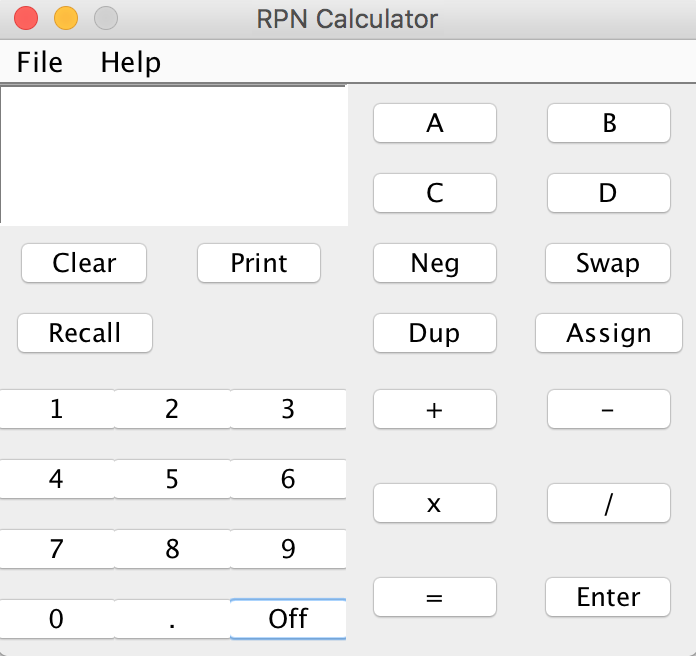 RPN Calculator
File Help
A B
C D
Clear Print Neg Swap
Recall Dup Assign
1 2 3 + -
4 5 6
x /
7 8 9
= Enter
0 . Off